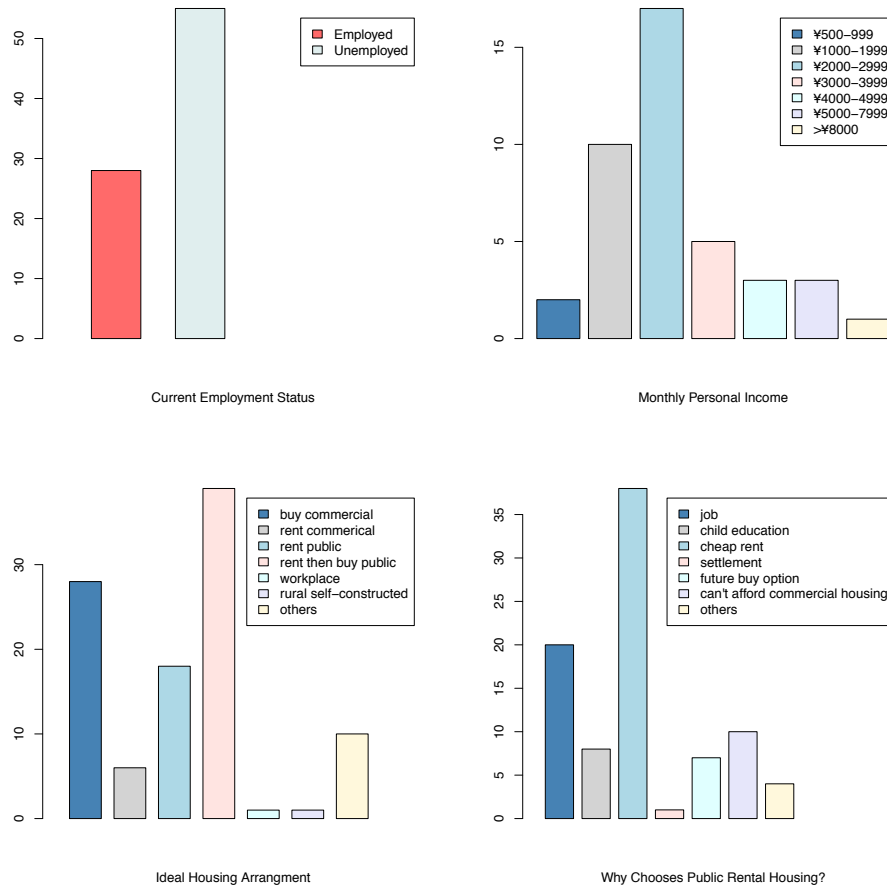 0 10 20 30 40 50
Employed
Unemployed
Current Employment Status
0 5 10 15
¥500−999
¥1000−1999
¥2000−2999
¥3000−3999
¥4000−4999
¥5000−7999
>¥8000
Monthly Personal Income
0 10 20 30
buy commercial
rent commerical
rent public
rent then buy public
workplace
rural self−constructed
others
Ideal Housing Arrangment
0 5 10 15 20 25 30 35
job
child education
cheap rent
settlement
future buy option
can't afford commercial housing
others
Why Chooses Public Rental Housing?